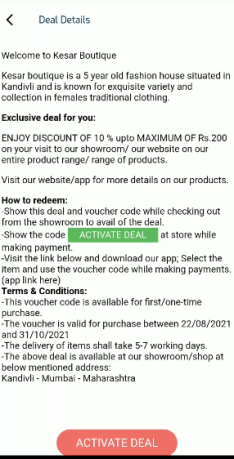 Deal Details
Welcome to Kesar Boutique
Kesar boutique is a 5 year old fashion house situated in
Kandivli and is known for exquisite variety and
collection in females traditional clothing.
Exclusive deal for you:
ENJOY DISCOUNT OF 10 % upto MAXIMUM OF Rs.200
on your visit to our showroom/ our website on our
entire product range/ range of products.
Visit our website/app for more details on our products.
How to redeem:
-Show this deal and voucher code while checking out
from the showroom to avail of the deal.
-Show the code ACTIVATE DEAL at store while
making payment.
-Visit the link below and download our app; Select the
item and use the voucher code while making payments.
(app link here)
Terms & Conditions:
-This voucher code is available for first/one-time
purchase.
-The voucher is valid for purchase between 22/08/2021
and 31/10/2021
-The delivery of items shall take 5-7 working days.
-The above deal is available at our showroom/shop at
below mentioned address:
Kandivli - Mumbai - Maharashtra
ACTIVATE DEAL